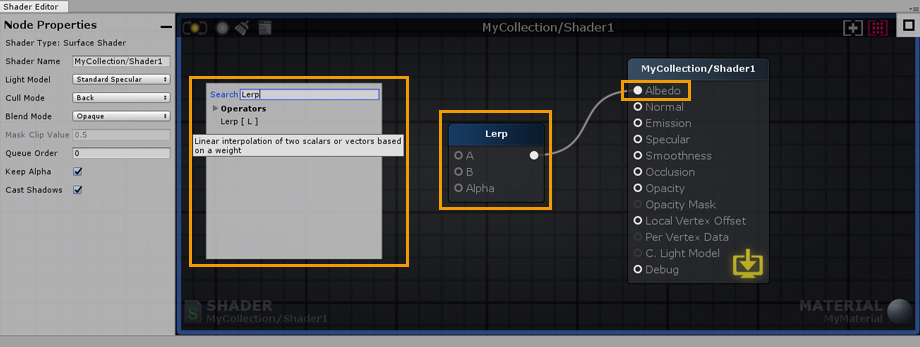 Shader Editor
Node Properties
Shader Type: Surface Shader
Shader Name MyCollection/Shader1
Light Model Standard Specular
Cull Mode Back
Blend Mode Opaque
Mask Clip Value 0.5
Queue Order 0
Keep Alpha
Cast Shadows
MyCollection/Shader1
Search Lerp
Operators
Lerp [ L ]
Linear interpolation of two scalars or vectors based
on a weight
Lerp
A
B
Alpha
MyCollection/Shader1
Albedo
Normal
Emission
Specular
Smoothness
Occlusion
Opacity
Opacity Mask
Local Vertex Offset
Per Vertex Data
C. Light Model
Debug
S
SHADER
MyCollection/Shader1
MATERIAL
MyMaterial